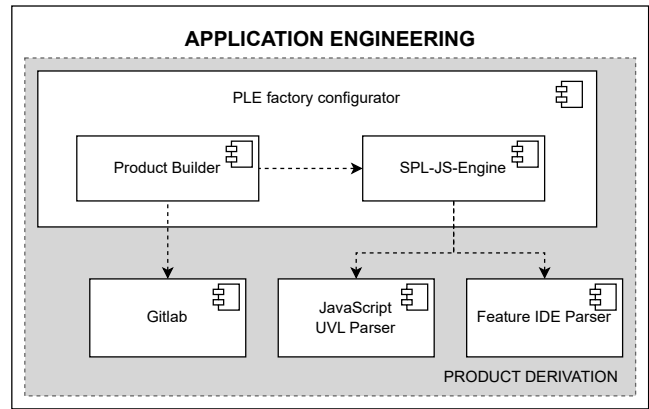 APPLICATION ENGINEERING
PLE factory configurator
Product Builder
SPL-JS-Engine
Gitlab
JavaScript
UVL Parser
Feature IDE Parser
PRODUCT DERIVATION